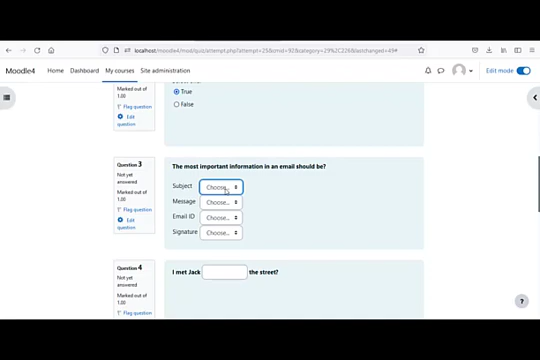 localhost/moodle4/mod/quiz/attempt.php?attempt=25&cmid=92&category=29%2C226&lastchanged=49#
Moodle4 Home Dashboard My courses Site administration Edit mode
Marked out of
1.00
Flag question
Edit
question
True
False
Question 3
Not yet
answered
Marked out of
1.00
Flag question
Edit
question
The most important information in an email should be?
Subject Choose...
Message Choose...
Email ID Choose...
Signature Choose...
Question 4
Not yet
answered
Marked out of
1.00
Flag question
I met Jack the street?
?